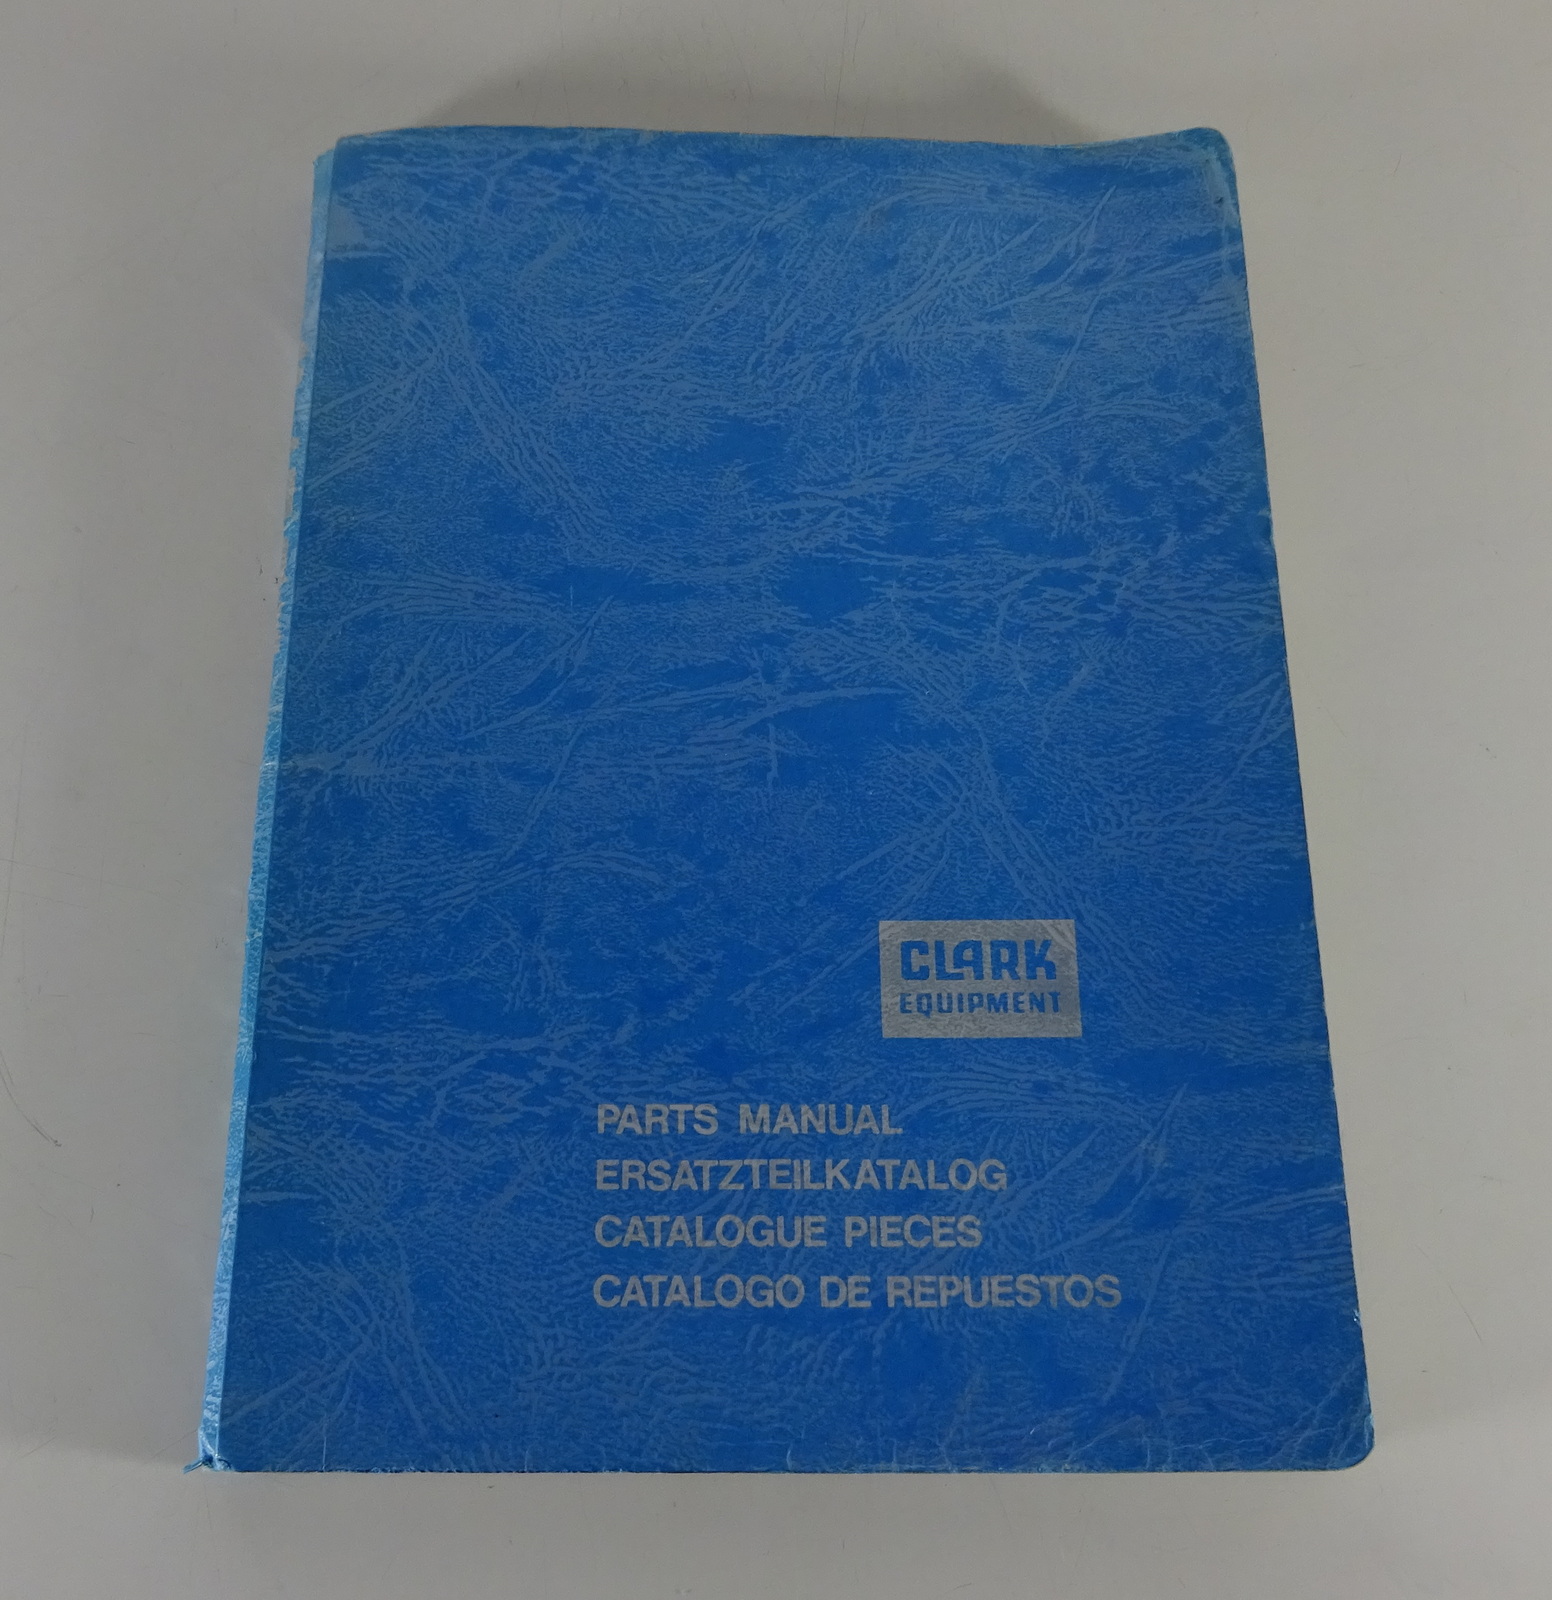 CLARK
EQUIPMENT
PARTS MANUAL
ERSATZTEILKATALOG
CATALOGUE PIECES
CATALOGO DE REPUESTOS